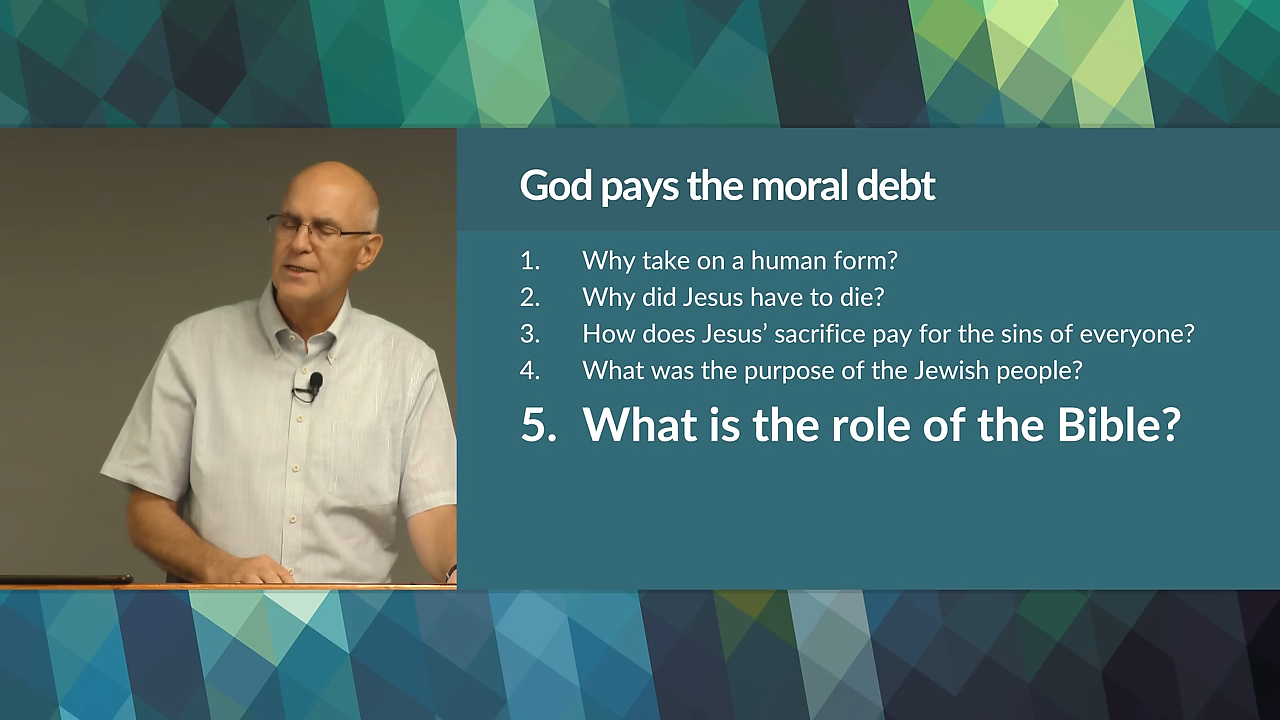 God pays the moral debt
1. Why take on a human form?
2. Why did Jesus have to die?
3. How does Jesus’ sacrifice pay for the sins of everyone?
4. What was the purpose of the Jewish people?
5. What is the role of the Bible?